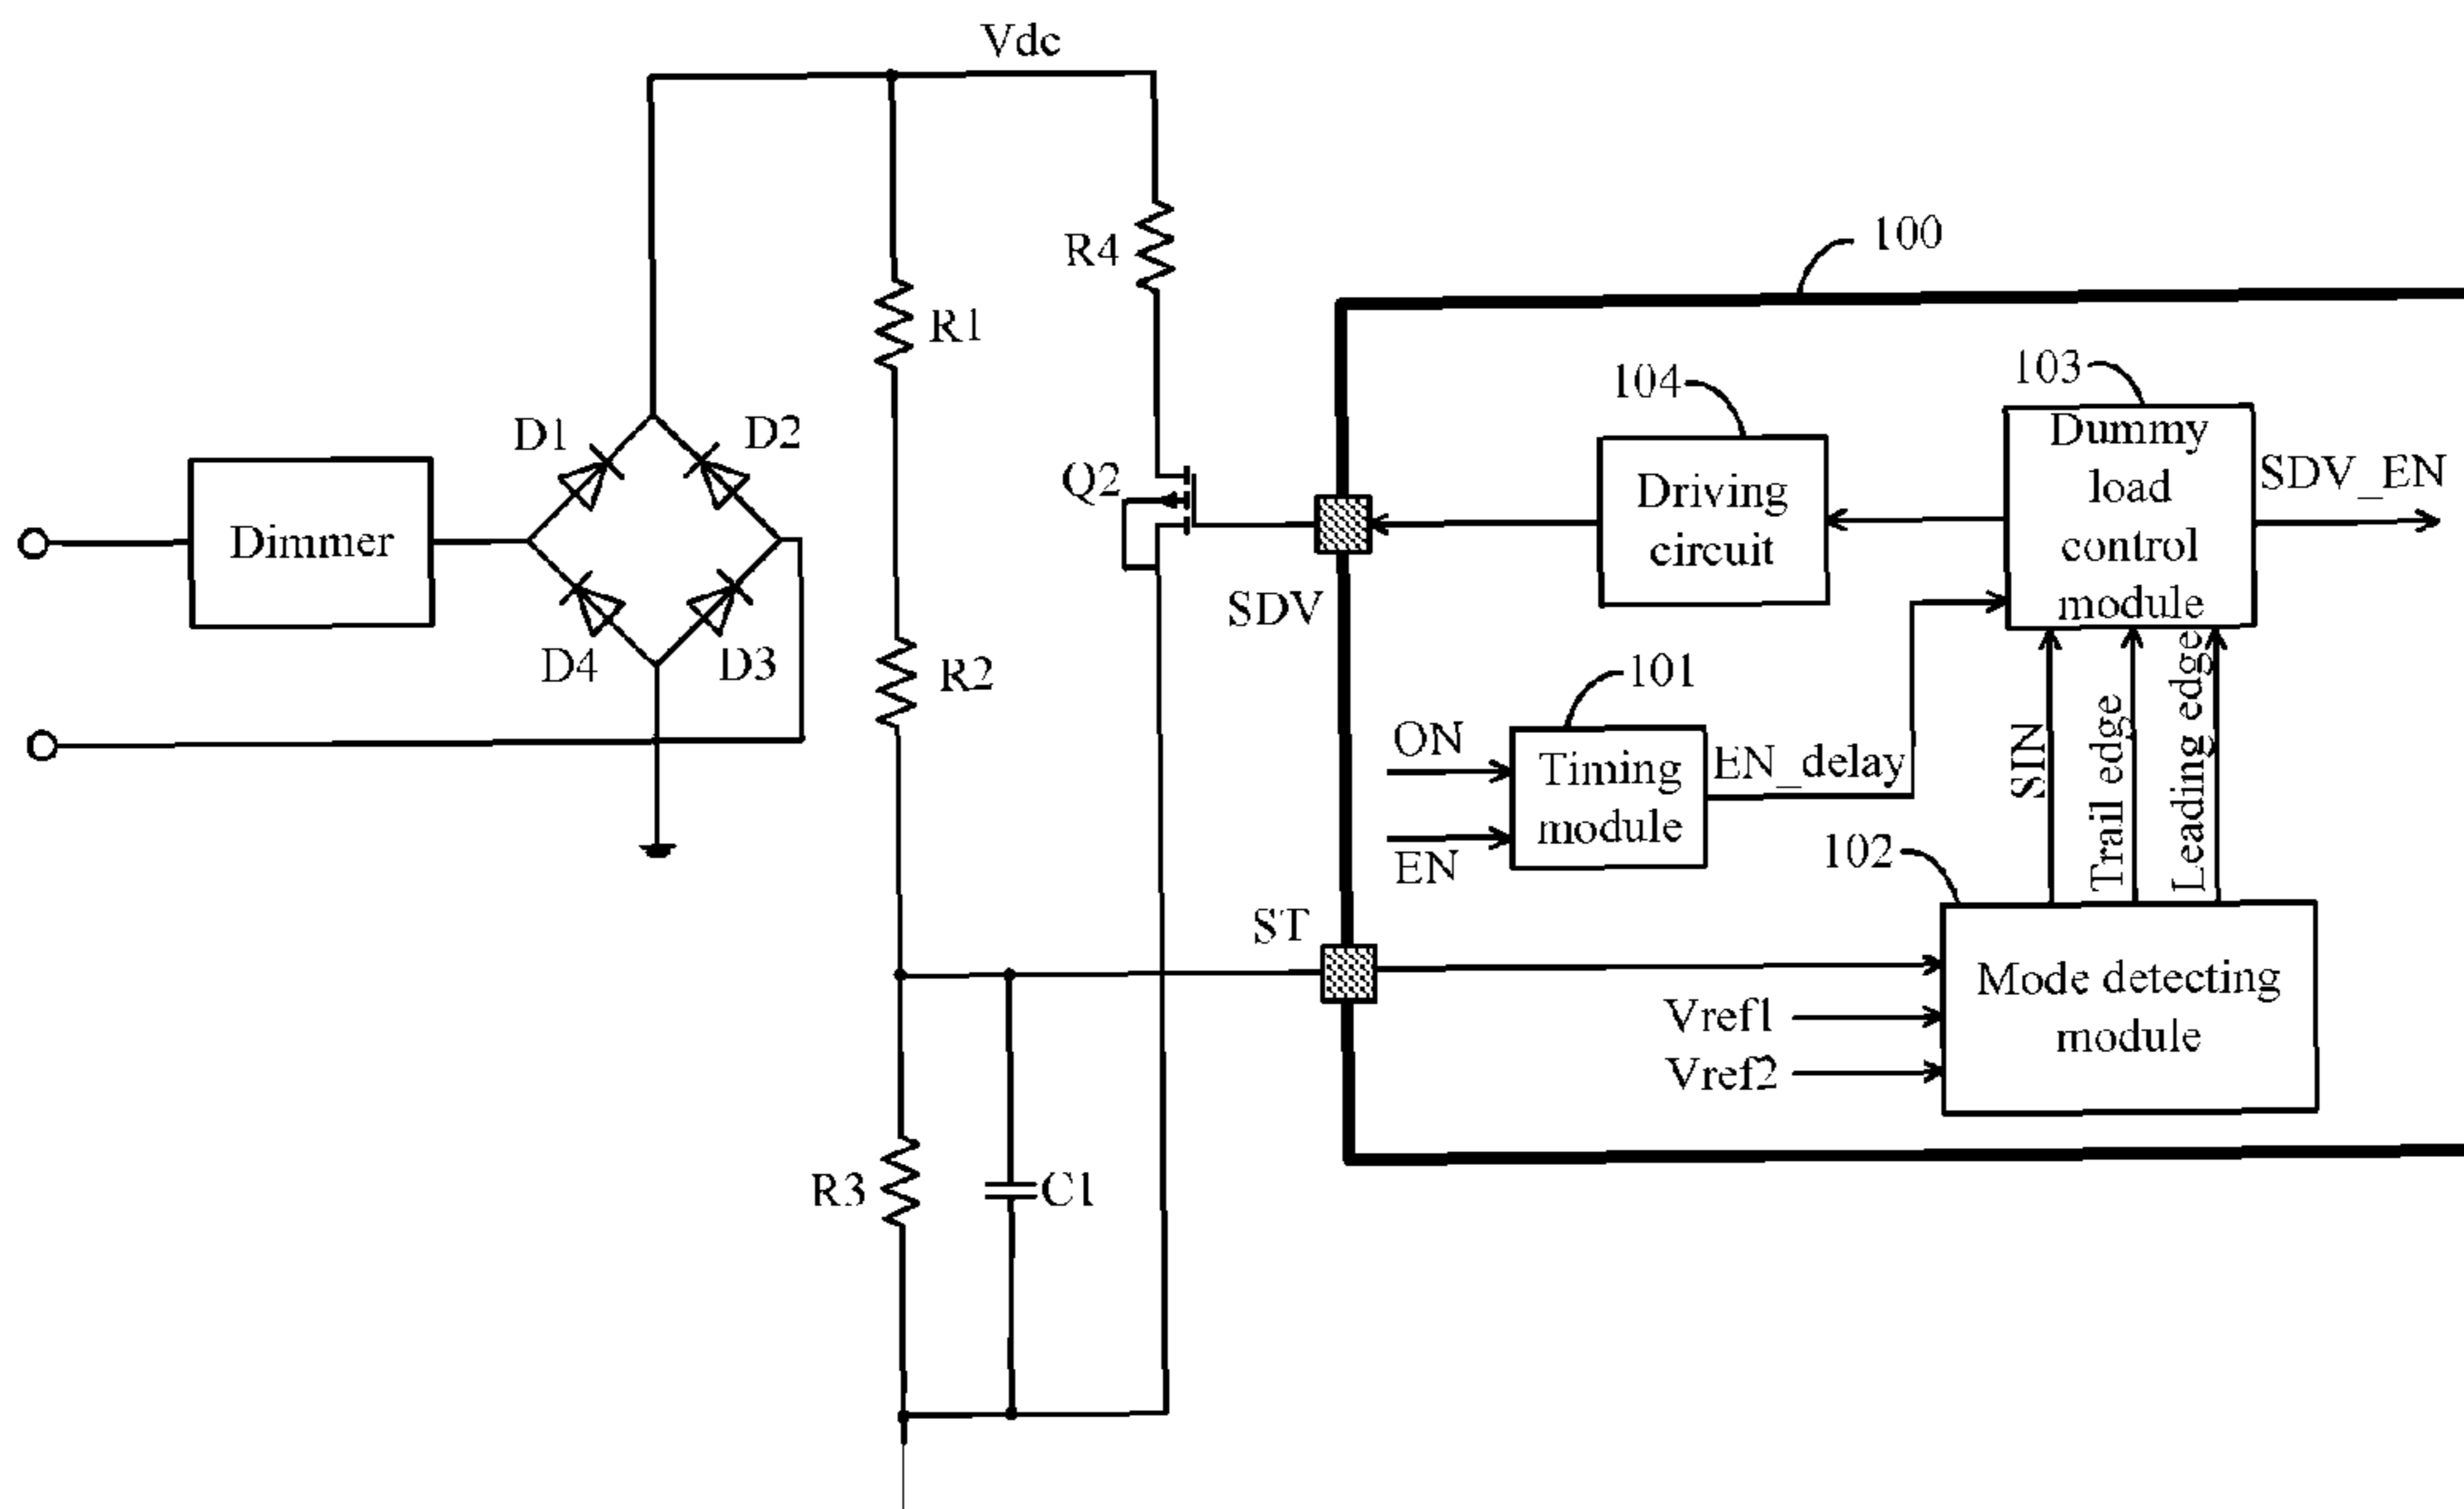 Vdc
R4
100
R1
104
103
D1
D2
Dummy
load
control
module
SDV_EN
Q2
Driving
circuit
Dimmer
SDV
D4
D3
R2
101
ON
Timing
module
EN_delay
EN
SIN
Trail edge
Leading edge
102
ST
Mode detecting
module
Vref1
Vref2
R3
C1